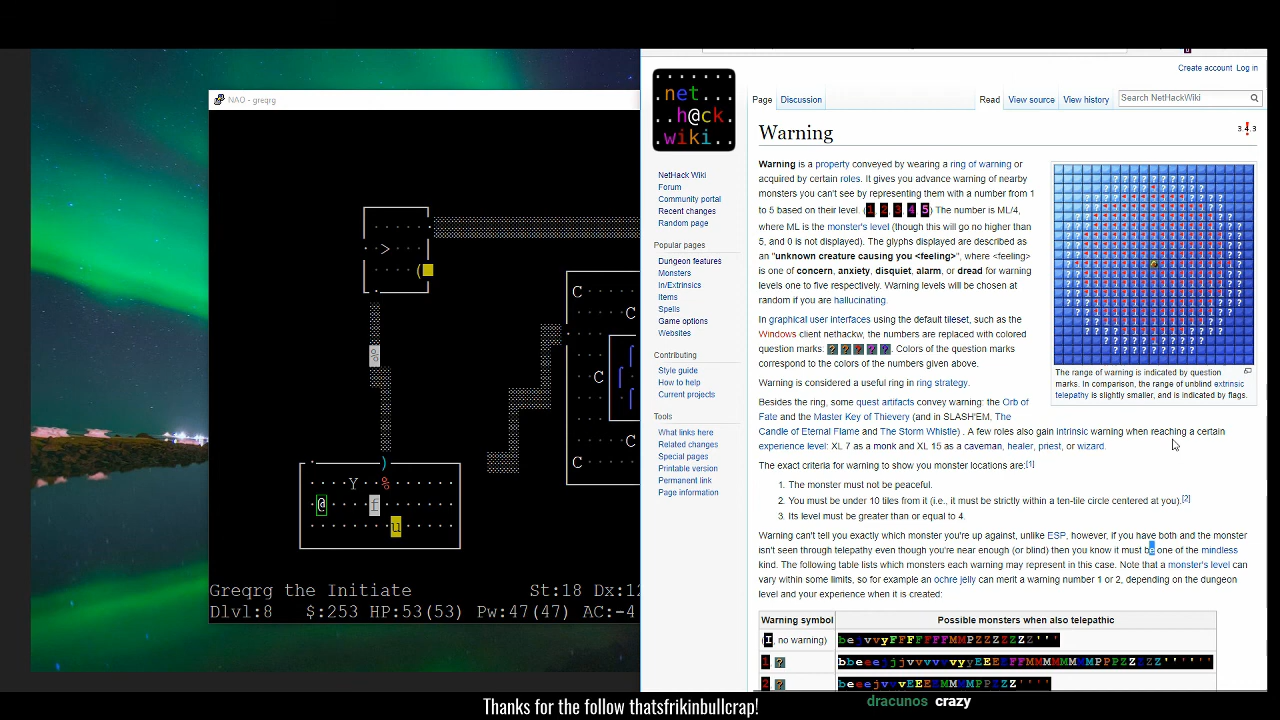 NAO - greqrg
Greqrg the Initiate St:18 Dx:12
Dlvl:8 $:253 HP:53(53) Pw:47(47) AC:-4
net...
..h@ck
wiki..
NetHack Wiki
Forum
Community portal
Recent changes
Random page
Popular pages
Dungeon features
Monsters
In/Extrinsics
Items
Spells
Game options
Websites
Contributing
Style guide
How to help
Current projects
Tools
What links here
Related changes
Special pages
Printable version
Permanent link
Page information
Create account Log in
Page Discussion Read View source View history Search NetHackWiki
Warning
3.4.3
Warning is a property conveyed by wearing a ring of warning or
acquired by certain roles. It gives you advance warning of nearby
monsters you can't see by representing them with a number from 1
to 5 based on their level. (1 2 3 4 5) The number is ML/4,
where ML is the monster's level (though this will go no higher than
5, and 0 is not displayed). The glyphs displayed are described as
an "unknown creature causing you <feeling>", where <feeling>
is one of concern, anxiety, disquiet, alarm, or dread for warning
levels one to five respectively. Warning levels will be chosen at
random if you are hallucinating.
In graphical user interfaces using the default tileset, such as the
Windows client nethackw, the numbers are replaced with colored
question marks: ? ? ? ? ?. Colors of the question marks
correspond to the colors of the numbers given above.
Warning is considered a useful ring in ring strategy.
The range of warning is indicated by question
marks. In comparison, the range of unblind extrinsic
telepathy is slightly smaller, and is indicated by flags.
Besides the ring, some quest artifacts convey warning: the Orb of
Fate and the Master Key of Thievery (and in SLASH'EM, The
Candle of Eternal Flame and The Storm Whistle) . A few roles also gain intrinsic warning when reaching a certain
experience level: XL 7 as a monk and XL 15 as a caveman, healer, priest, or wizard.
The exact criteria for warning to show you monster locations are:[1]
1. The monster must not be peaceful.
2. You must be under 10 tiles from it (i.e., it must be strictly within a ten-tile circle centered at you).[2]
3. Its level must be greater than or equal to 4.
Warning can't tell you exactly which monster you're up against, unlike ESP, however, if you have both and the monster
isn't seen through telepathy even though you're near enough (or blind) then you know it must be one of the mindless
kind. The following table lists which monsters each warning may represent in this case. Note that a monster's level can
vary within some limits, so for example an ochre jelly can merit a warning number 1 or 2, depending on the dungeon
level and your experience when it is created:
Warning symbol Possible monsters when also telepathic
(I, no warning)
1 ?
2 ?
Thanks for the follow thatsfrikinbullcrap!
dracunos crazy